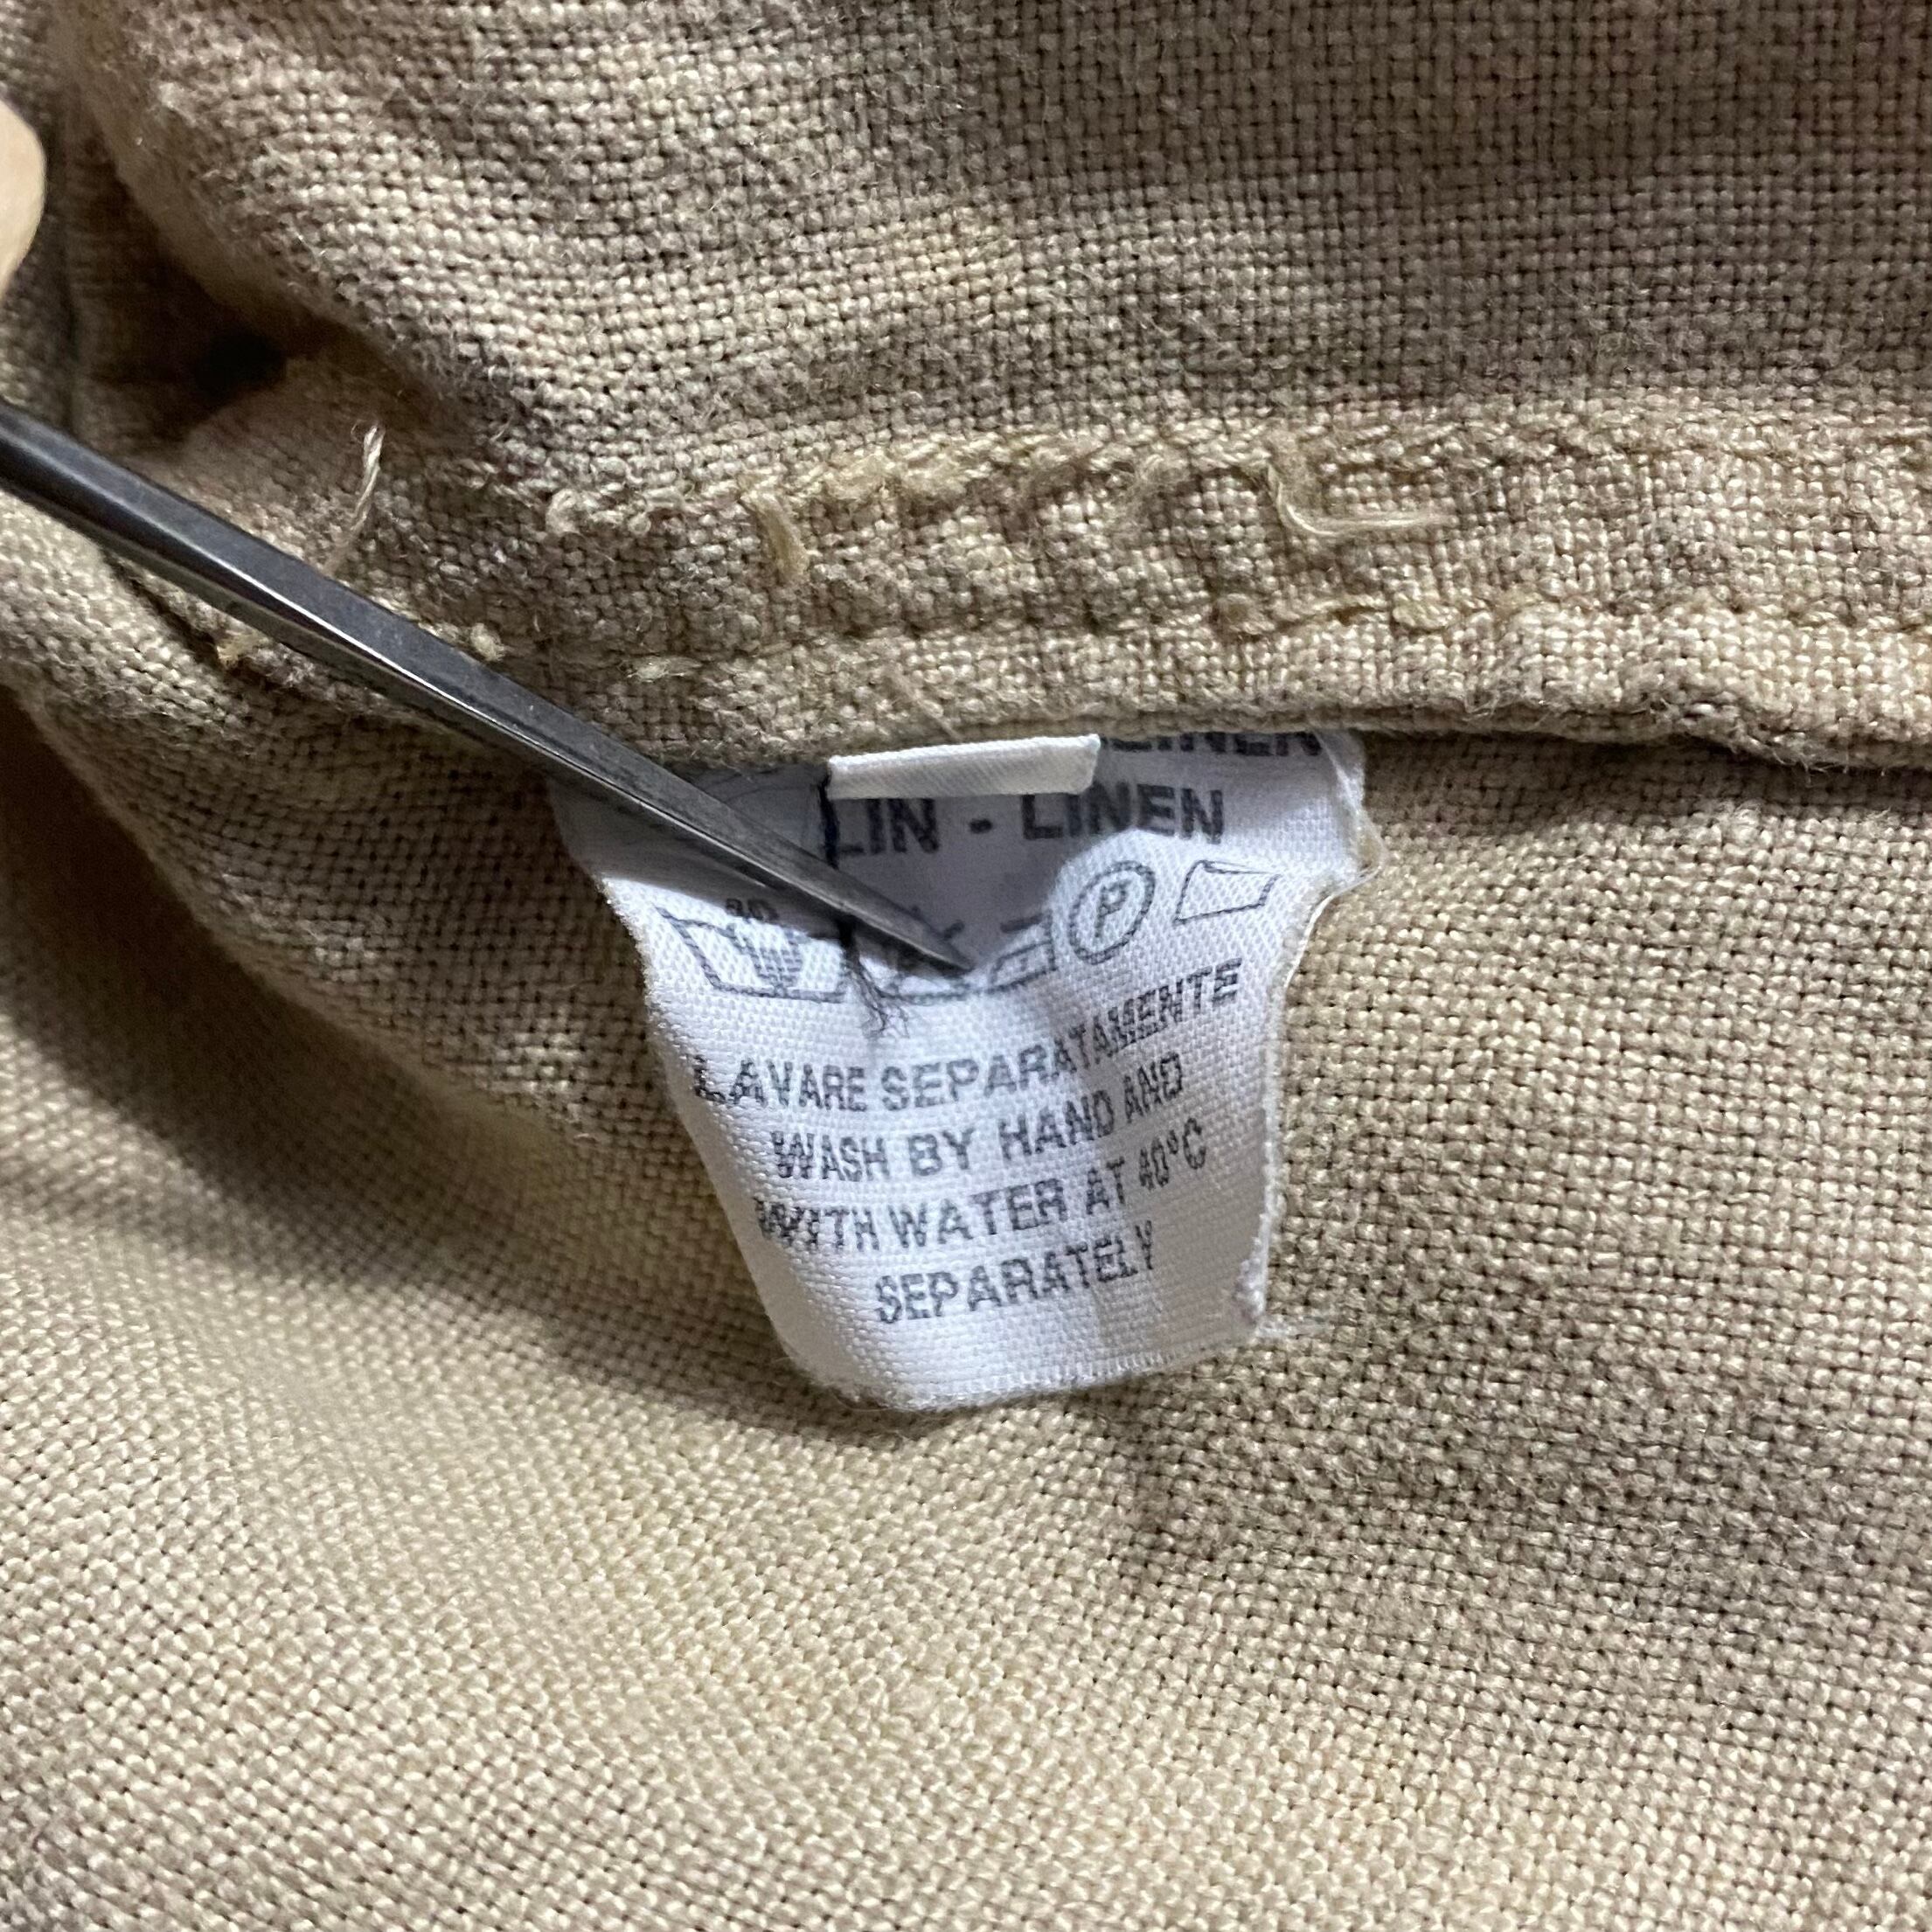 LIN - LINEN
P
LAVARE SEPARATAMENTE
WASH BY HAND AND
WITH WATER AT 40°C
SEPARATELY